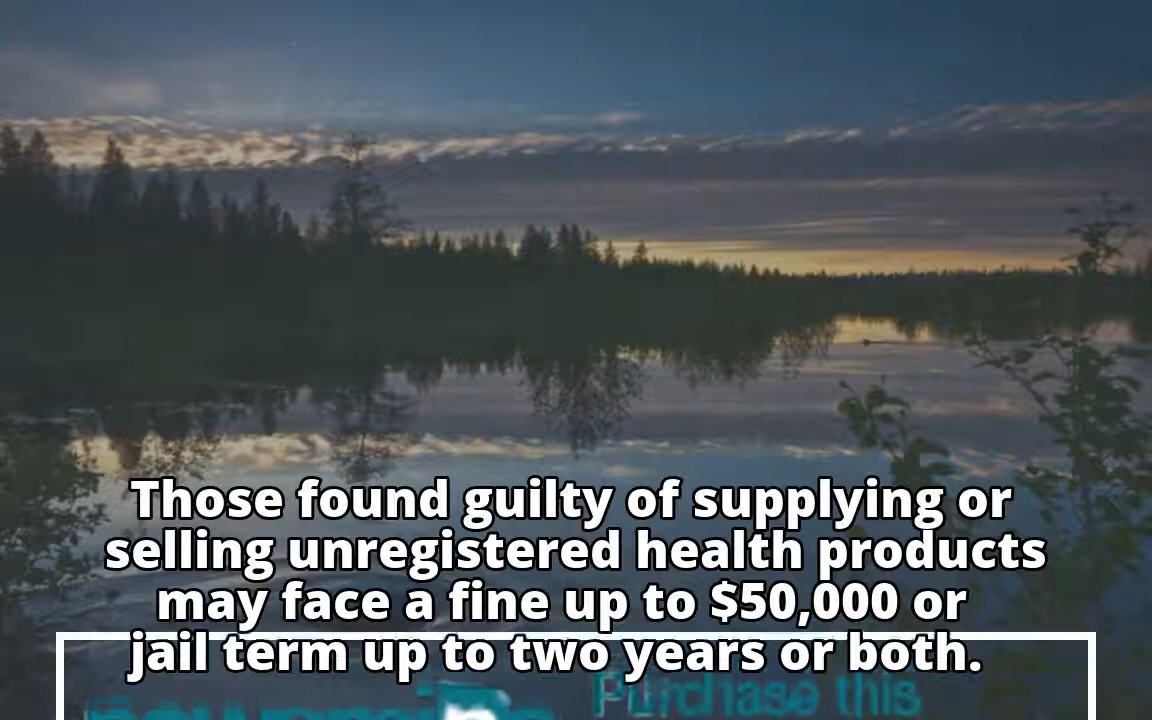 Those found guilty of supplying or
selling unregistered health products
may face a fine up to $50,000 or
jail term up to two years or both.
Purchase this